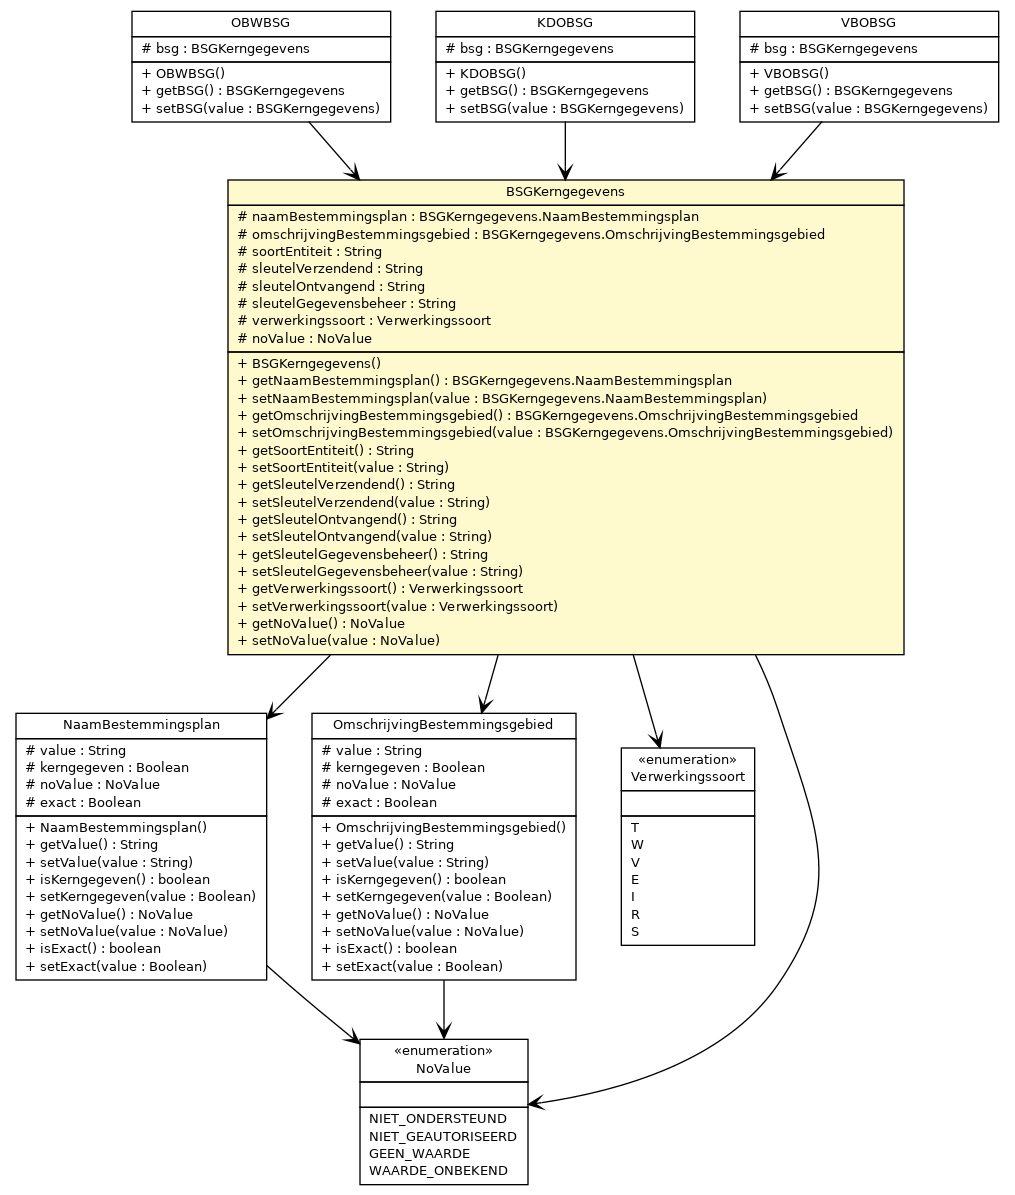 OBWBSG
# bsg : BSGKerngegevens
+ OBWBSG()
+ getBSG() : BSGKerngegevens
+ setBSG(value : BSGKerngegevens)
KDOBSG
# bsg : BSGKerngegevens
+ KDOBSG()
+ getBSG() : BSGKerngegevens
+ setBSG(value : BSGKerngegevens)
VBOBSG
# bsg : BSGKerngegevens
+ VBOBSG()
+ getBSG() : BSGKerngegevens
+ setBSG(value : BSGKerngegevens)
BSGKerngegevens
# naamBestemmingsplan : BSGKerngegevens.NaamBestemmingsplan
# omschrijvingBestemmingsgebied : BSGKerngegevens.OmschrijvingBestemmingsgebied
# soortEntiteit : String
# sleutelVerzendend : String
# sleutelOntvangend : String
# sleutelGegevensbeheer : String
# verwerkingssoort : Verwerkingssoort
# noValue : NoValue
+ BSGKerngegevens()
+ getNaamBestemmingsplan() : BSGKerngegevens.NaamBestemmingsplan
+ setNaamBestemmingsplan(value : BSGKerngegevens.NaamBestemmingsplan)
+ getOmschrijvingBestemmingsgebied() : BSGKerngegevens.OmschrijvingBestemmingsgebied
+ setOmschrijvingBestemmingsgebied(value : BSGKerngegevens.OmschrijvingBestemmingsgebied)
+ getSoortEntiteit() : String
+ setSoortEntiteit(value : String)
+ getSleutelVerzendend() : String
+ setSleutelVerzendend(value : String)
+ getSleutelOntvangend() : String
+ setSleutelOntvangend(value : String)
+ getSleutelGegevensbeheer() : String
+ setSleutelGegevensbeheer(value : String)
+ getVerwerkingssoort() : Verwerkingssoort
+ setVerwerkingssoort(value : Verwerkingssoort)
+ getNoValue() : NoValue
+ setNoValue(value : NoValue)
NaamBestemmingsplan
# value : String
# kerngegeven : Boolean
# noValue : NoValue
# exact : Boolean
+ NaamBestemmingsplan()
+ getValue() : String
+ setValue(value : String)
+ isKerngegeven() : boolean
+ setKerngegeven(value : Boolean)
+ getNoValue() : NoValue
+ setNoValue(value : NoValue)
+ isExact() : boolean
+ setExact(value : Boolean)
OmschrijvingBestemmingsgebied
# value : String
# kerngegeven : Boolean
# noValue : NoValue
# exact : Boolean
+ OmschrijvingBestemmingsgebied()
+ getValue() : String
+ setValue(value : String)
+ isKerngegeven() : boolean
+ setKerngegeven(value : Boolean)
+ getNoValue() : NoValue
+ setNoValue(value : NoValue)
+ isExact() : boolean
+ setExact(value : Boolean)
«enumeration»
Verwerkingssoort
T
W
V
E
I
R
S
«enumeration»
NoValue
NIET_ONDERSTEUND
NIET_GEAUTORISEERD
GEEN_WAARDE
WAARDE_ONBEKEND